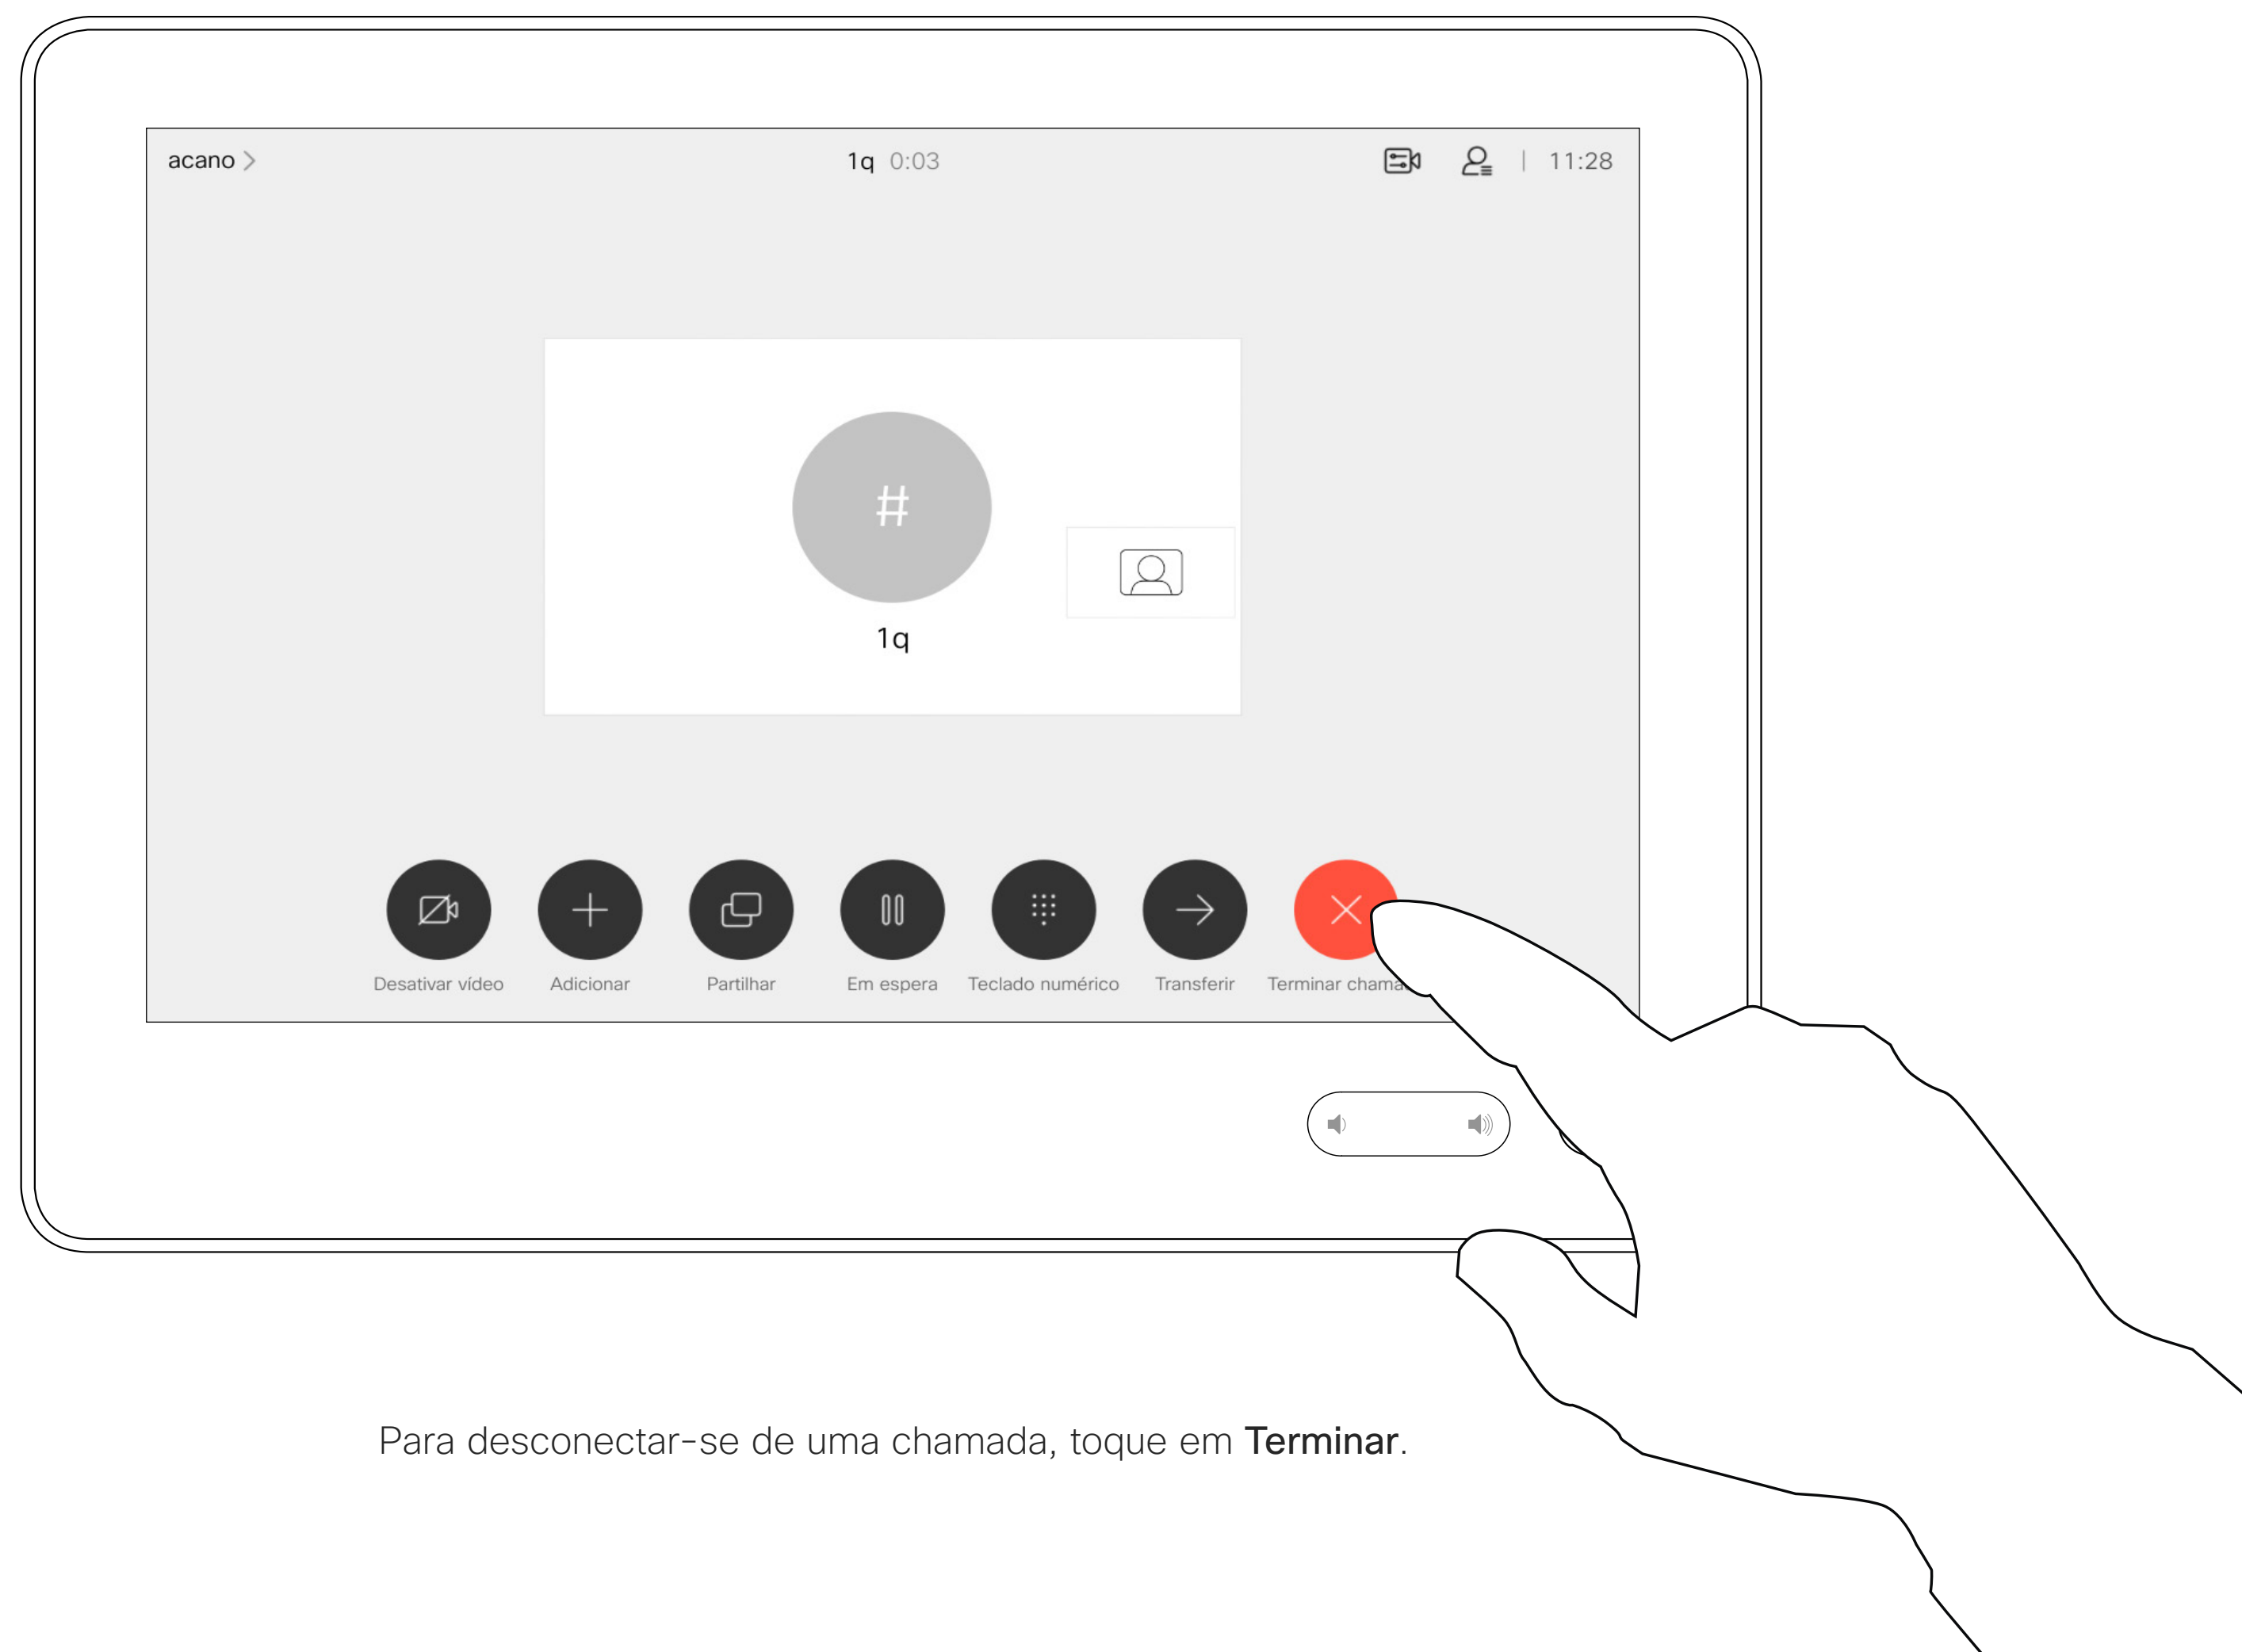 acano
1q 0:03
11:28
#
1q
Desativar vídeo
Adicionar
Partilhar
Em espera
Teclado numérico
Transferir
Terminar
Para desconectar-se de uma chamada, toque em Terminar.